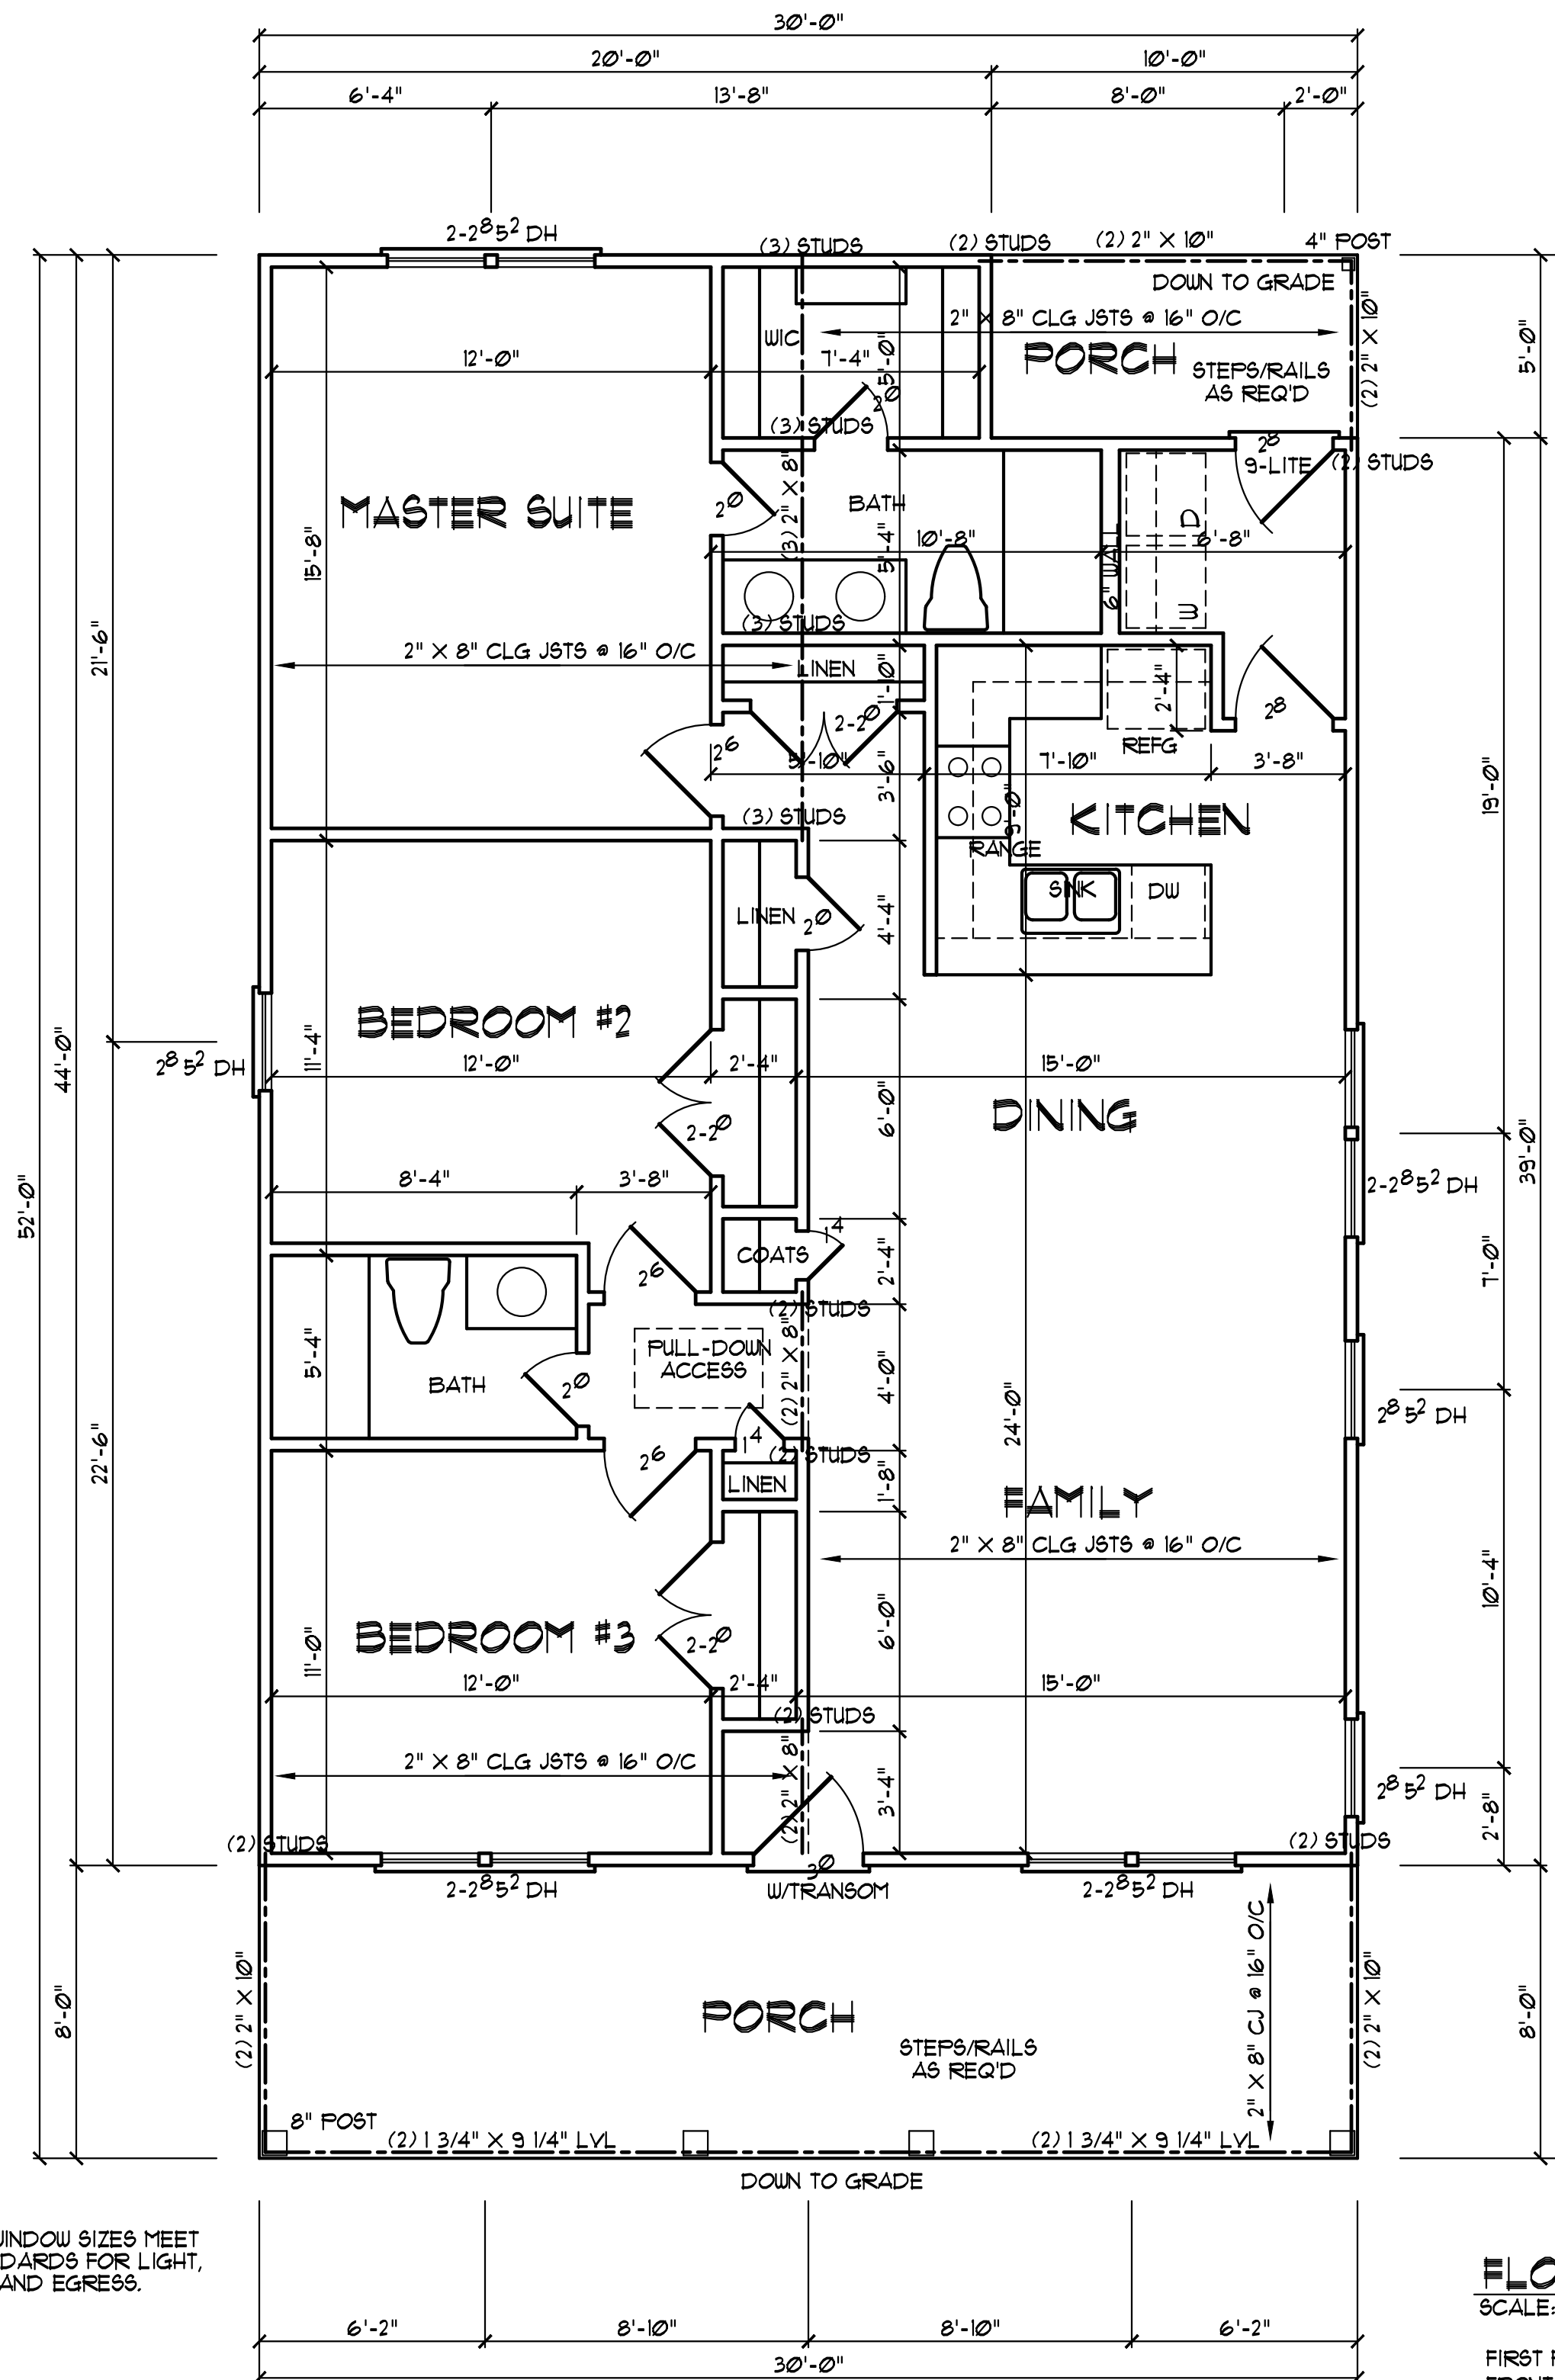 30'-0"
20'-0" 10'-0"
6'-4" 13'-8" 8'-0" 2'-0"
2-2⁸5² DH
(3) STUDS
(2) STUDS
(2) 2" X 10"
4" POST
DOWN TO GRADE
2" X 8" CLG JSTS @ 16" O/C
WIC
PORCH
STEPS/RAILS
AS REQ'D
(2) 2" X 10"
5'-0"
12'-0"
7'-4"
5'-0"
2⁰
(3) STUDS
2⁸
9-LITE
(2) STUDS
MASTER SUITE
2⁰
(3) 2" X 8"
BATH
15'-8"
10'-8"
5'-4"
6" WALL
D
6'-8"
W
(3) STUDS
21'-6"
2" X 8" CLG JSTS @ 16" O/C
LINEN
1'-10"
2'-4"
2-2⁰
2⁸
2⁶
REFG
5'-10"
3'-6"
7'-10"
3'-8"
19'-0"
(3) STUDS
9'-0"
KITCHEN
RANGE
LINEN
2⁰
4'-4"
SINK
DW
BEDROOM #2
44'-0"
2⁸5² DH
11'-4"
12'-0"
2'-4"
15'-0"
6'-0"
DINING
2-2⁰
8'-4"
3'-8"
2-2⁸5² DH
52'-0"
39'-0"
COATS
1⁴
2'-4"
2⁶
7'-0"
(2) STUDS
5'-4"
PULL-DOWN
ACCESS
(2) 2" X 8"
4'-0"
BATH
2⁰
24'-0"
2⁸5² DH
1⁴
2⁶
(2) STUDS
LINEN
1'-8"
22'-6"
FAMILY
2" X 8" CLG JSTS @ 16" O/C
10'-4"
BEDROOM #3
11'-0"
2-2⁰
6'-0"
12'-0"
2'-4"
15'-0"
(2) STUDS
2" X 8" CLG JSTS @ 16" O/C
(2) 2" X 8"
3'-4"
2⁸5² DH
2'-8"
(2) STUDS
(2) STUDS
2-2⁸5² DH
3⁰
W/TRANSOM
2-2⁸5² DH
8'-0"
(2) 2" X 10"
PORCH
STEPS/RAILS
AS REQ'D
2" X 8" CJ @ 16" O/C
(2) 2" X 10"
8'-0"
8" POST
(2) 1 3/4" X 9 1/4" LVL
(2) 1 3/4" X 9 1/4" LVL
DOWN TO GRADE
WINDOW SIZES MEET
DARDS FOR LIGHT,
AND EGRESS.
FLO
SCALE:
6'-2" 8'-10" 8'-10" 6'-2"
30'-0"
FIRST